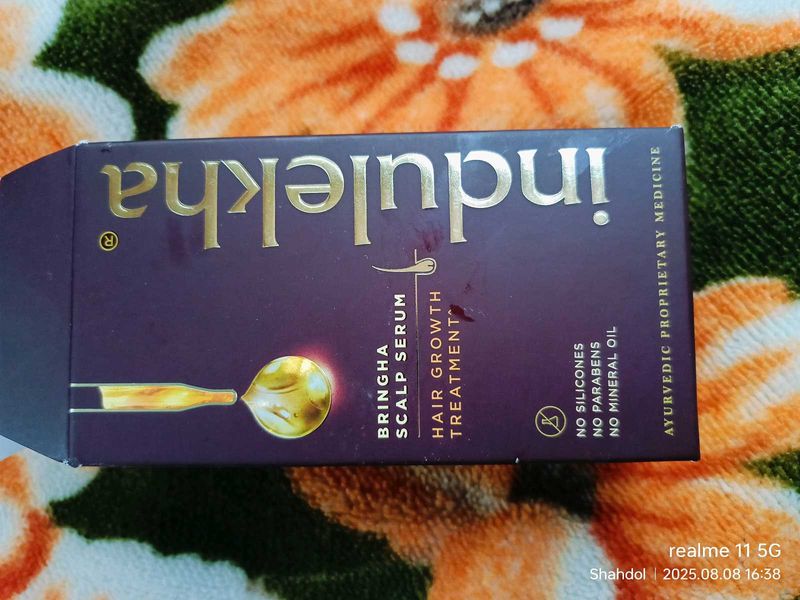 indulekha
®
BRINGHA
SCALP SERUM
HAIR GROWTH
TREATMENT^
NO SILICONES
NO PARABENS
NO MINERAL OIL
AYURVEDIC PROPRIETARY MEDICINE
realme 11 5G
Shahdol | 2025.08.08 16:38